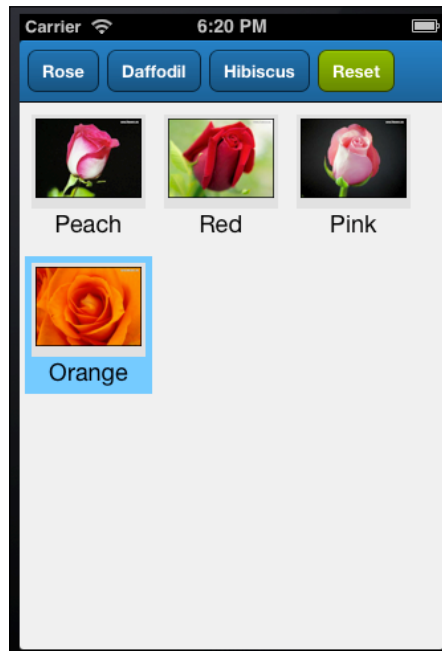 Carrier 6:20 PM
Rose Daffodil Hibiscus Reset
Peach Red Pink
Orange